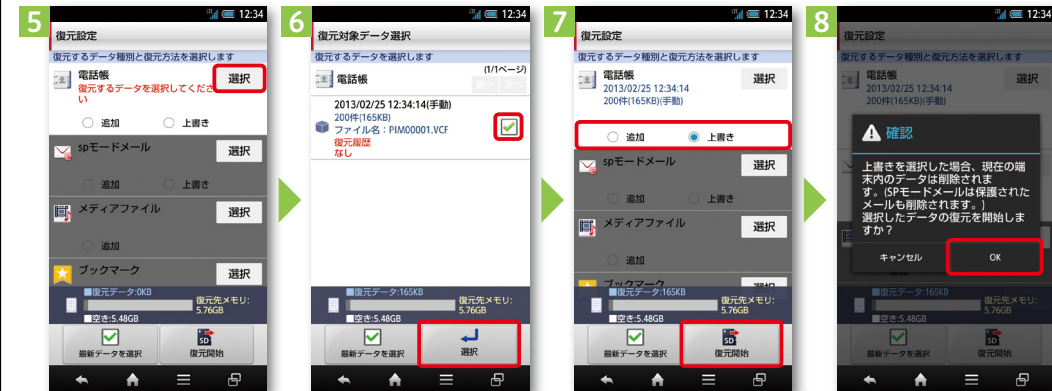 5
12:34
復元設定
復元するデータ種別と復元方法を選択します
電話帳
復元するデータを選択してくださ
い
選択
追加
上書き
spモードメール
選択
追加
上書き
メディアファイル
選択
追加
ブックマーク
選択
■復元データ:0KB
復元先メモリ:
5.76GB
■空き:5.48GB
最新データを選択
SD
復元開始
6
12:34
復元対象データ選択
復元するデータを選択します
電話帳
(1/1ページ)
前へ
次へ
2013/02/25 12:34:14(手動)
200件(165KB)
ファイル名:PIM00001.VCF
復元履歴
なし
■復元データ:165KB
復元先メモリ:
5.76GB
■空き:5.48GB
最新データを選択
選択
7
12:34
復元設定
復元するデータ種別と復元方法を選択します
電話帳
2013/02/25 12:34:14
200件(165KB)(手動)
選択
追加
上書き
spモードメール
選択
追加
上書き
メディアファイル
選択
追加
ブックマーク
■復元データ:165KB
復元先メモリ:
5.76GB
■空き:5.48GB
最新データを選択
SD
復元開始
8
12:34
復元設定
復元するデータ種別と復元方法を選択します
電話帳
2013/02/25 12:34:14
200件(165KB)(手動)
選択
確認
上書きを選択した場合、現在の端
末内のデータは削除されま
す。(SPモードメールは保護された
メールも削除されます。)
選択したデータの復元を開始しま
すか?
キャンセル
OK
■復元データ:165KB
復元先メモリ:
5.76GB
■空き:5.48GB
最新データを選択
SD
復元開始